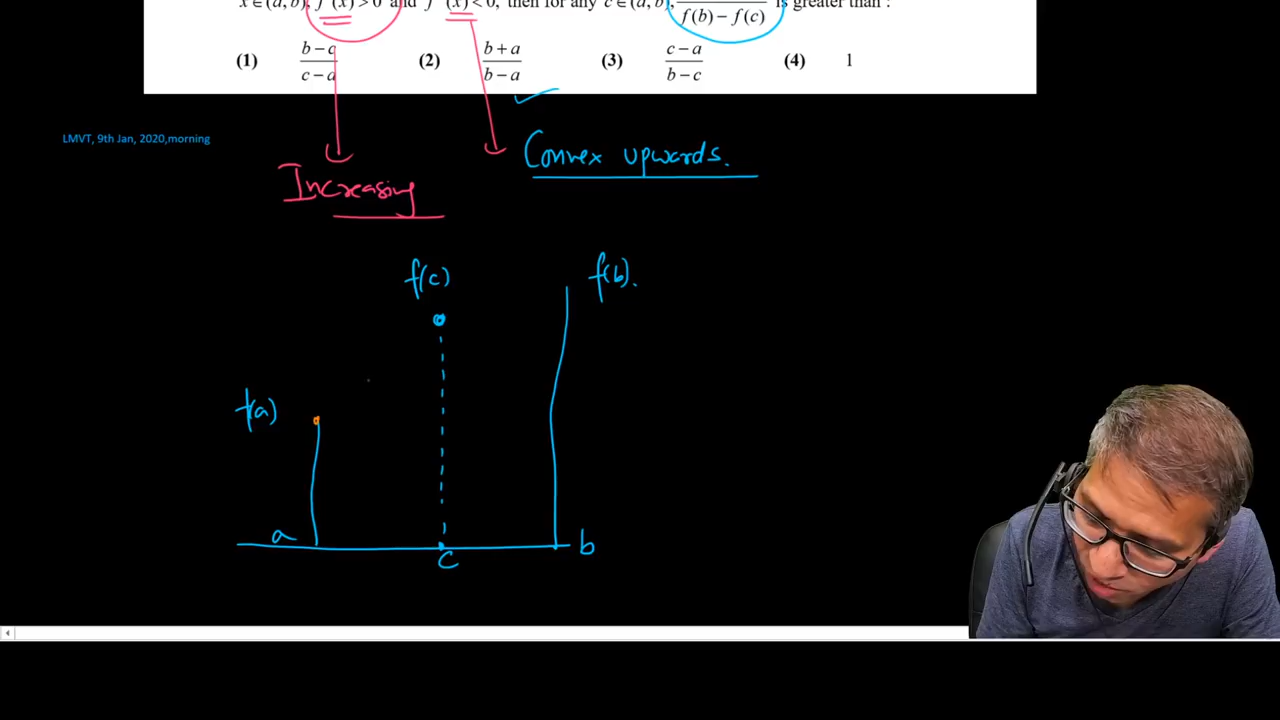 x ∈ (a, b), f′(x) > 0 and f″(x) < 0, then for any c ∈ (a, b), f(b) − f(c) is greater than :
(1) b − c / c − a (2) b + a / b − a (3) c − a / b − c (4) 1
LMVT, 9th Jan, 2020,morning
Convex upwards.
Increasing
f(c) f(b).
f(a)
a c b